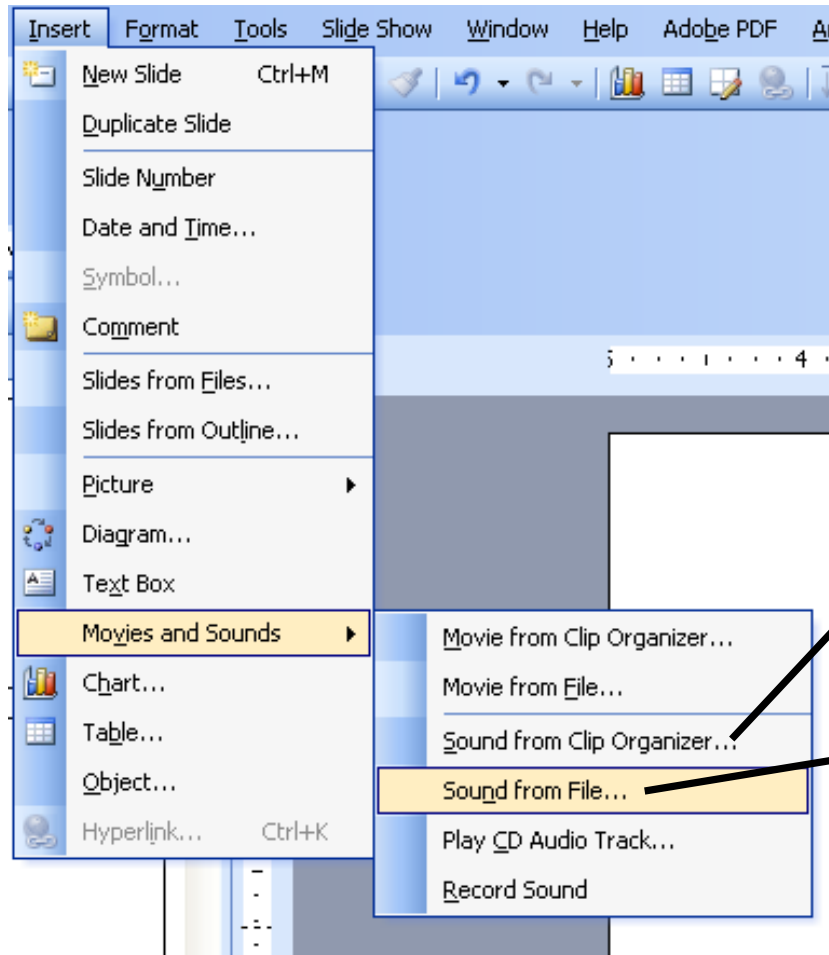 Insert Format Tools Slide Show Window Help Adobe PDF
New Slide Ctrl+M
Duplicate Slide
Slide Number
Date and Time...
Symbol...
Comment
Slides from Files...
Slides from Outline...
Picture
Diagram...
Text Box
Movies and Sounds
Chart...
Table...
Object...
Hyperlink... Ctrl+K
Movie from Clip Organizer...
Movie from File...
Sound from Clip Organizer...
Sound from File...
Play CD Audio Track...
Record Sound
4